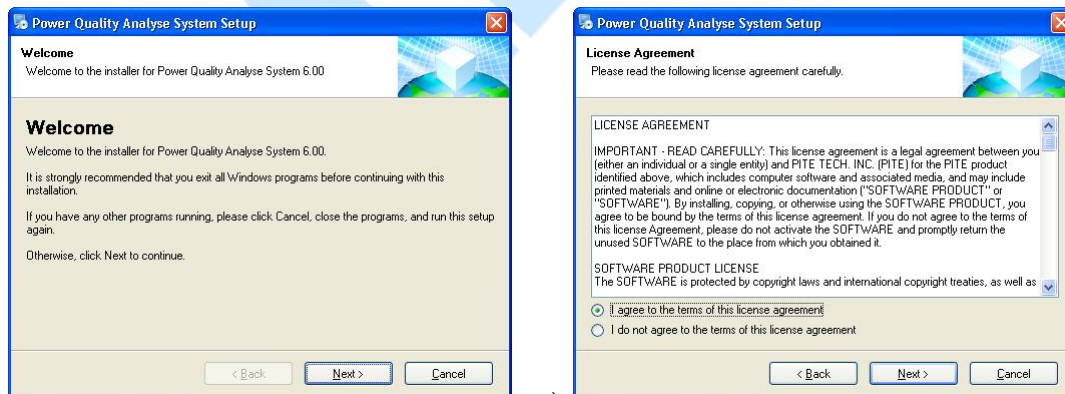 Power Quality Analyse System Setup
Welcome
Welcome to the installer for Power Quality Analyse System 6.00
Welcome
Welcome to the installer for Power Quality Analyse System 6.00.
It is strongly recommended that you exit all Windows programs before continuing with this
installation.
If you have any other programs running, please click Cancel, close the programs, and run this setup
again.
Otherwise, click Next to continue.
< Back
Next >
Cancel
Power Quality Analyse System Setup
License Agreement
Please read the following license agreement carefully.
LICENSE AGREEMENT
IMPORTANT - READ CAREFULLY: This license agreement is a legal agreement between you
(either an individual or a single entity) and PITE TECH. INC. (PITE) for the PITE product
identified above, which includes computer software and associated media, and may include
printed materials and online or electronic documentation ("SOFTWARE PRODUCT" or
"SOFTWARE"). By installing, copying, or otherwise using the SOFTWARE PRODUCT, you
agree to be bound by the terms of this license agreement. If you do not agree to the terms of
this license Agreement, please do not activate the SOFTWARE and promptly return the
unused SOFTWARE to the place from which you obtained it.
SOFTWARE PRODUCT LICENSE
The SOFTWARE is protected by copyright laws and international copyright treaties, as well as
I agree to the terms of this license agreement
I do not agree to the terms of this license agreement
< Back
Next >
Cancel